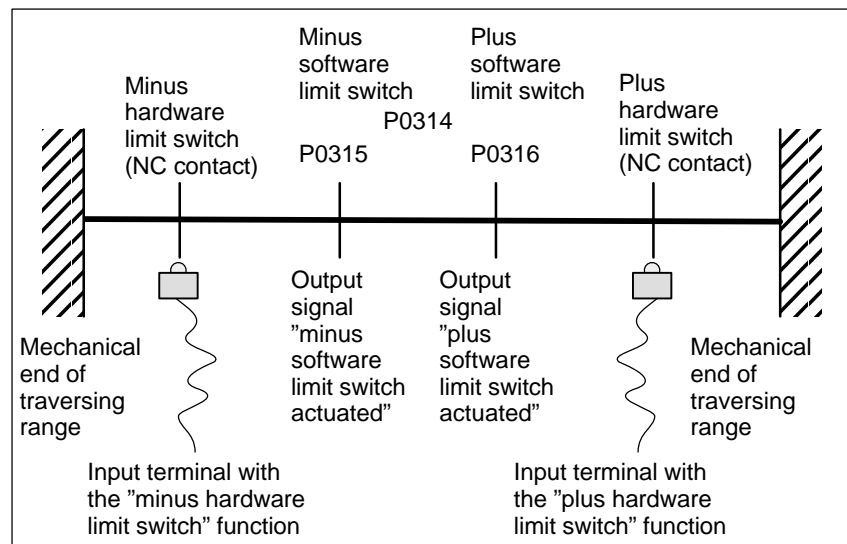 Minus
hardware
limit switch
(NC contact)
Minus
software
limit switch
P0315
P0314
Plus
software
limit switch
P0316
Plus
hardware
limit switch
(NC contact)
Mechanical
end of
traversing
range
Output
signal
”minus
software
limit switch
actuated”
Output
signal
”plus
software
limit switch
actuated”
Mechanical
end of
traversing
range
Input terminal with
the ”minus hardware
limit switch” function
Input terminal with
the ”plus hardware
limit switch” function